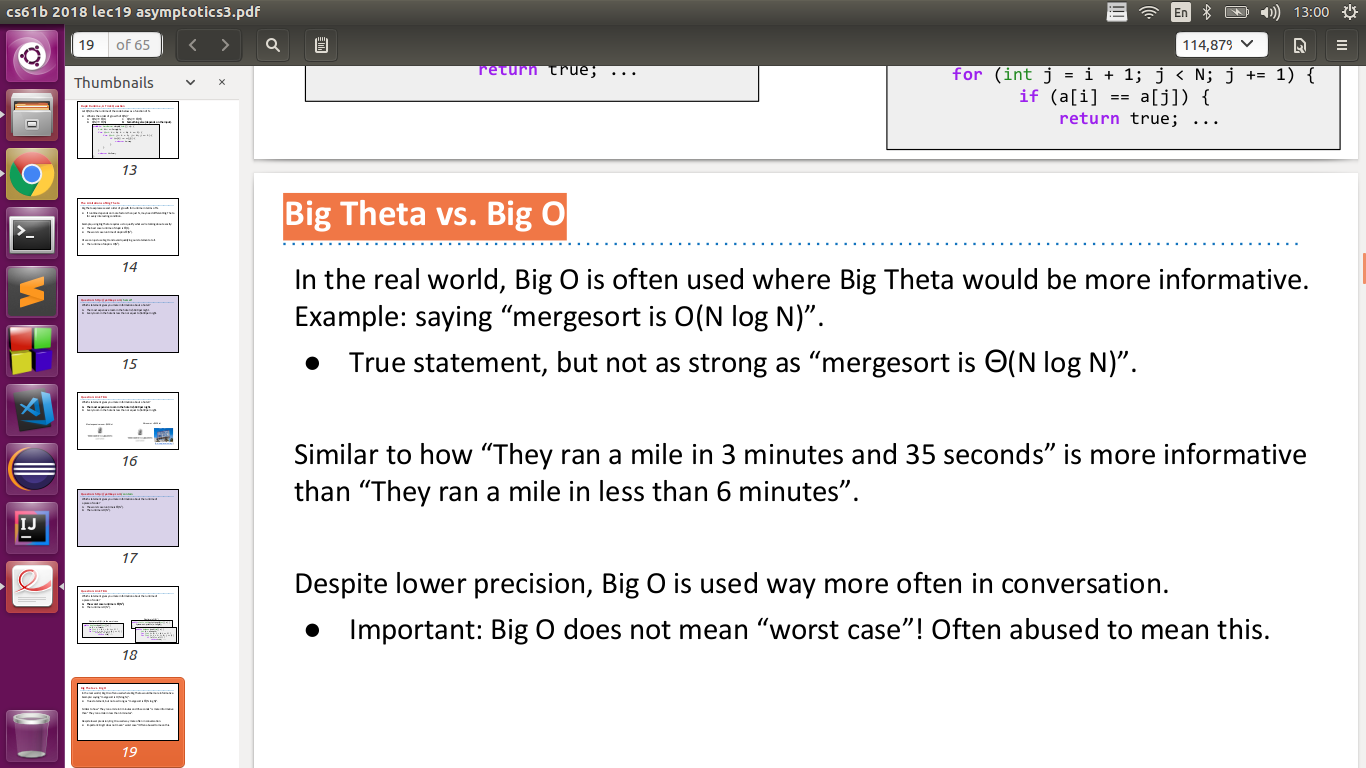 cs61b 2018 lec19 asymptotics3.pdf
En
13:00
19 of 65
114,87%
Thumbnails
return true; ...
for (int j = i + 1; j < N; j += 1) {
if (a[i] == a[j]) {
return true; ...
13
14
15
16
17
18
19
Big Theta vs. Big O
In the real world, Big O is often used where Big Theta would be more informative.
Example: saying “mergesort is O(N log N)”.
● True statement, but not as strong as “mergesort is Θ(N log N)”.
Similar to how “They ran a mile in 3 minutes and 35 seconds” is more informative
than “They ran a mile in less than 6 minutes”.
Despite lower precision, Big O is used way more often in conversation.
● Important: Big O does not mean “worst case”! Often abused to mean this.